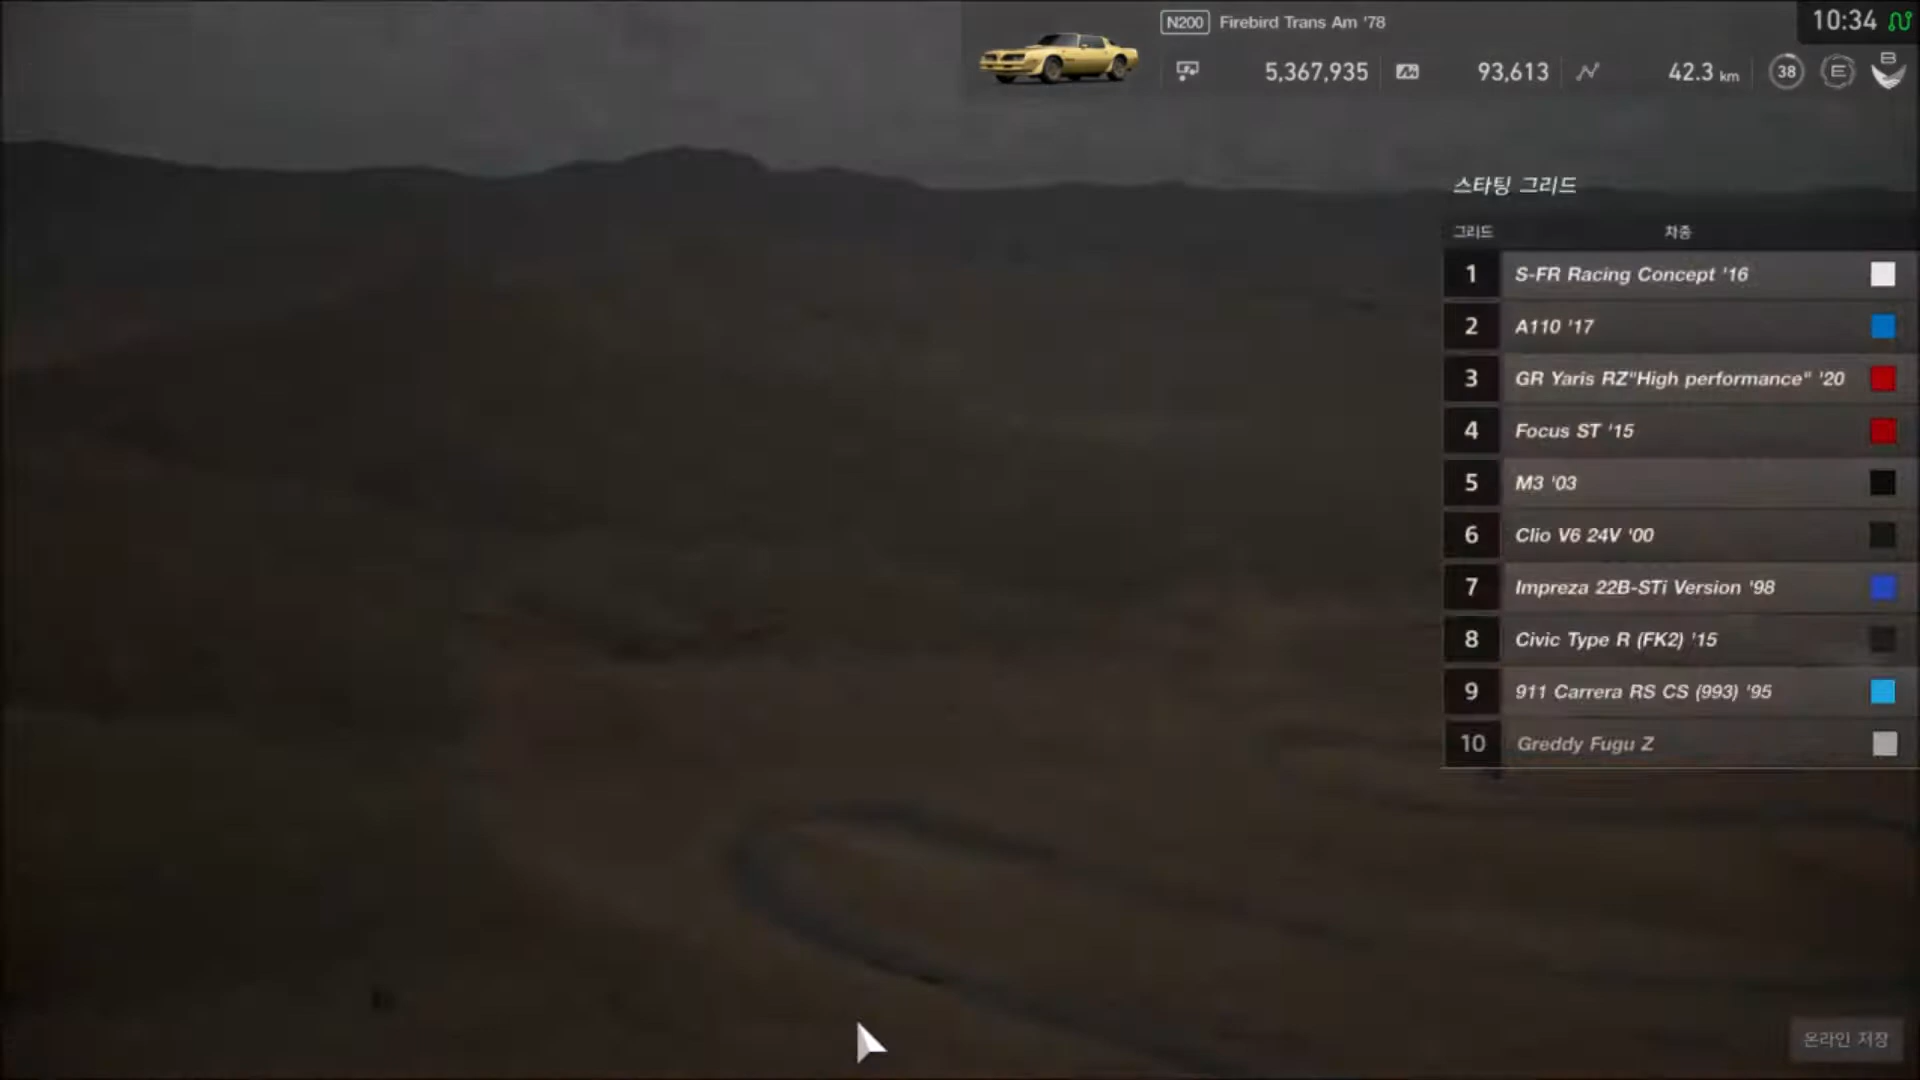 N200 Firebird Trans Am '78
10:34
5,367,935 93,613 42.3 km 38 E B
스타팅 그리드
그리드 차종
1 S-FR Racing Concept '16
2 A110 '17
3 GR Yaris RZ"High performance" '20
4 Focus ST '15
5 M3 '03
6 Clio V6 24V '00
7 Impreza 22B-STi Version '98
8 Civic Type R (FK2) '15
9 911 Carrera RS CS (993) '95
10 Greddy Fugu Z
온라인 저장